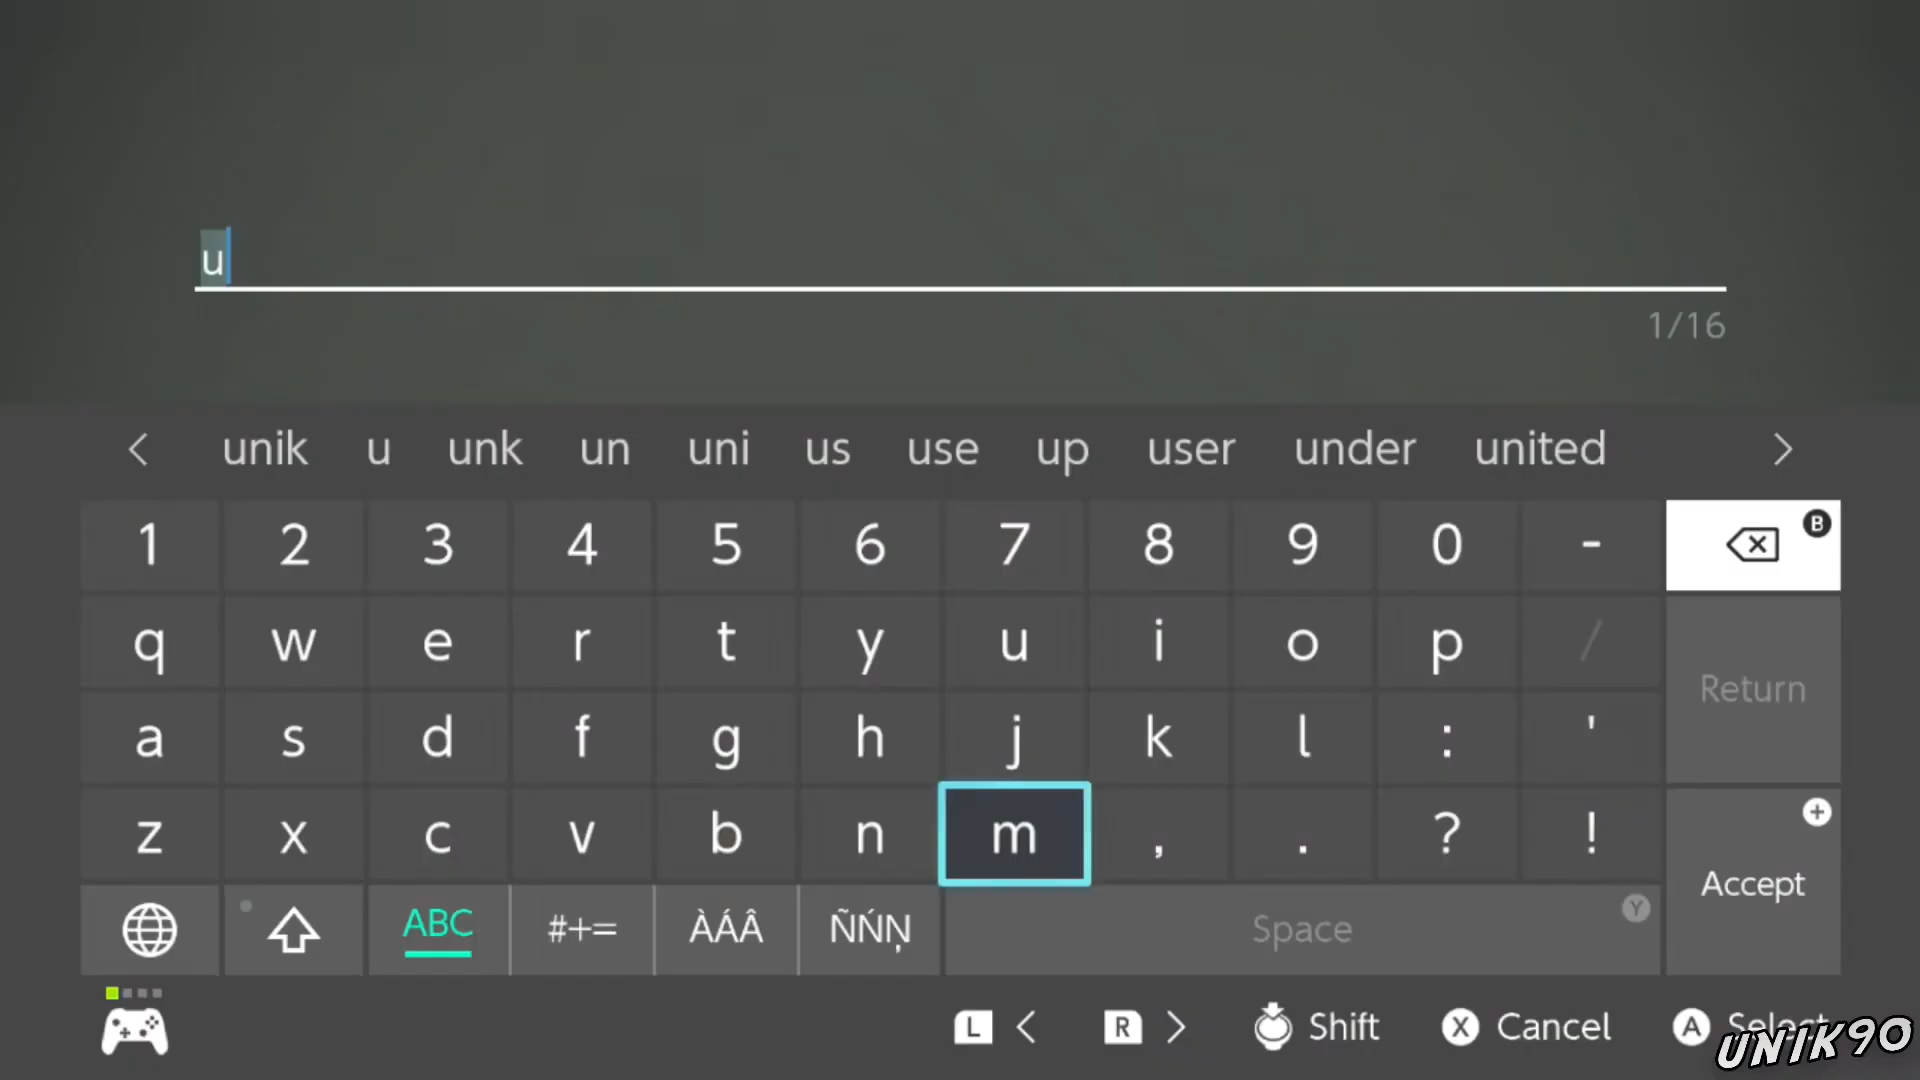 u
1/16
< unik u unk un uni us use up user under united >
1 2 3 4 5 6 7 8 9 0 - B
q w e r t y u i o p /
Return
a s d f g h j k l : '
z x c v b n m , . ? ! +
Accept
ABC #+= ÀÁÂ ÑŃŅ Space Y
L < R > Shift X Cancel A Select
UNIK90